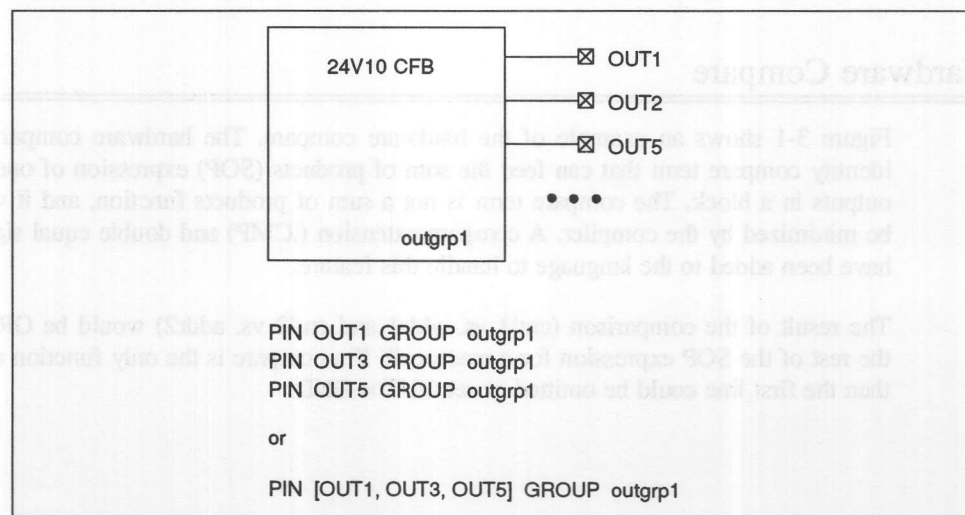 24V10 CFB
OUT1
OUT2
OUT5
• • •
outgrp1
PIN OUT1 GROUP outgrp1
PIN OUT3 GROUP outgrp1
PIN OUT5 GROUP outgrp1
or
PIN [OUT1, OUT3, OUT5] GROUP outgrp1